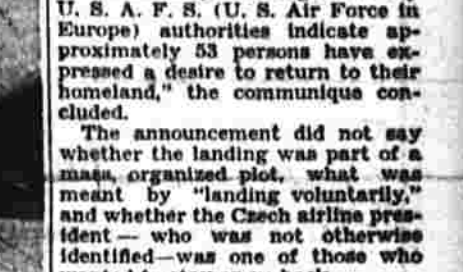 U. S. A. F. S. (U. S. Air Force in
Europe) authorities indicate ap-
proximately 53 persons have ex-
pressed a desire to return to their
homeland," the communique con-
cluded.
The announcement did not say
whether the landing was part of a
mass, organized plot, what was
meant by "landing voluntarily,"
and whether the Czech airline pres-
ident — who was not otherwise
identified—was one of those who